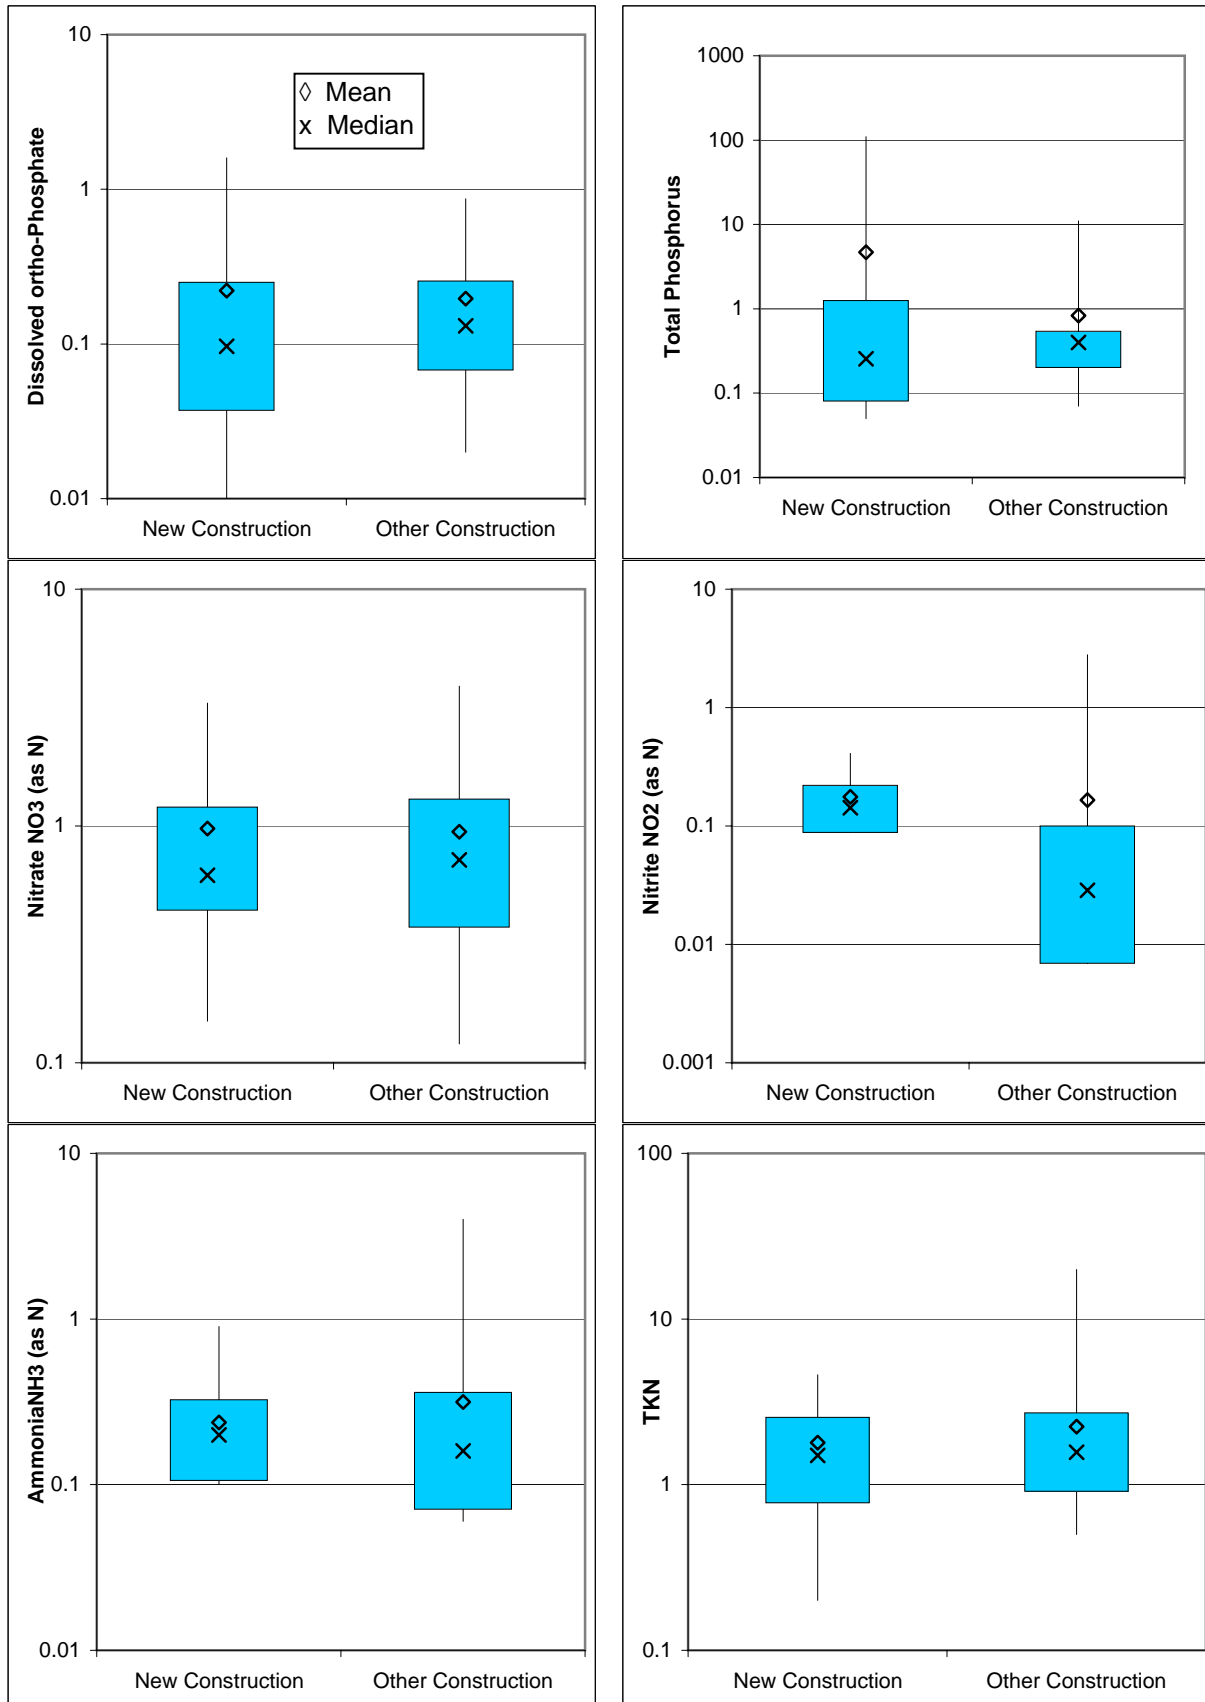 10
1
0.1
0.01
Dissolved ortho-Phosphate
◊ Mean
x Median
New Construction
Other Construction
1000
100
10
1
0.1
0.01
Total Phosphorus
New Construction
Other Construction
10
1
0.1
Nitrate NO3 (as N)
New Construction
Other Construction
10
1
0.1
0.01
0.001
Nitrite NO2 (as N)
New Construction
Other Construction
10
1
0.1
0.01
AmmoniaNH3 (as N)
New Construction
Other Construction
100
10
1
0.1
TKN
New Construction
Other Construction